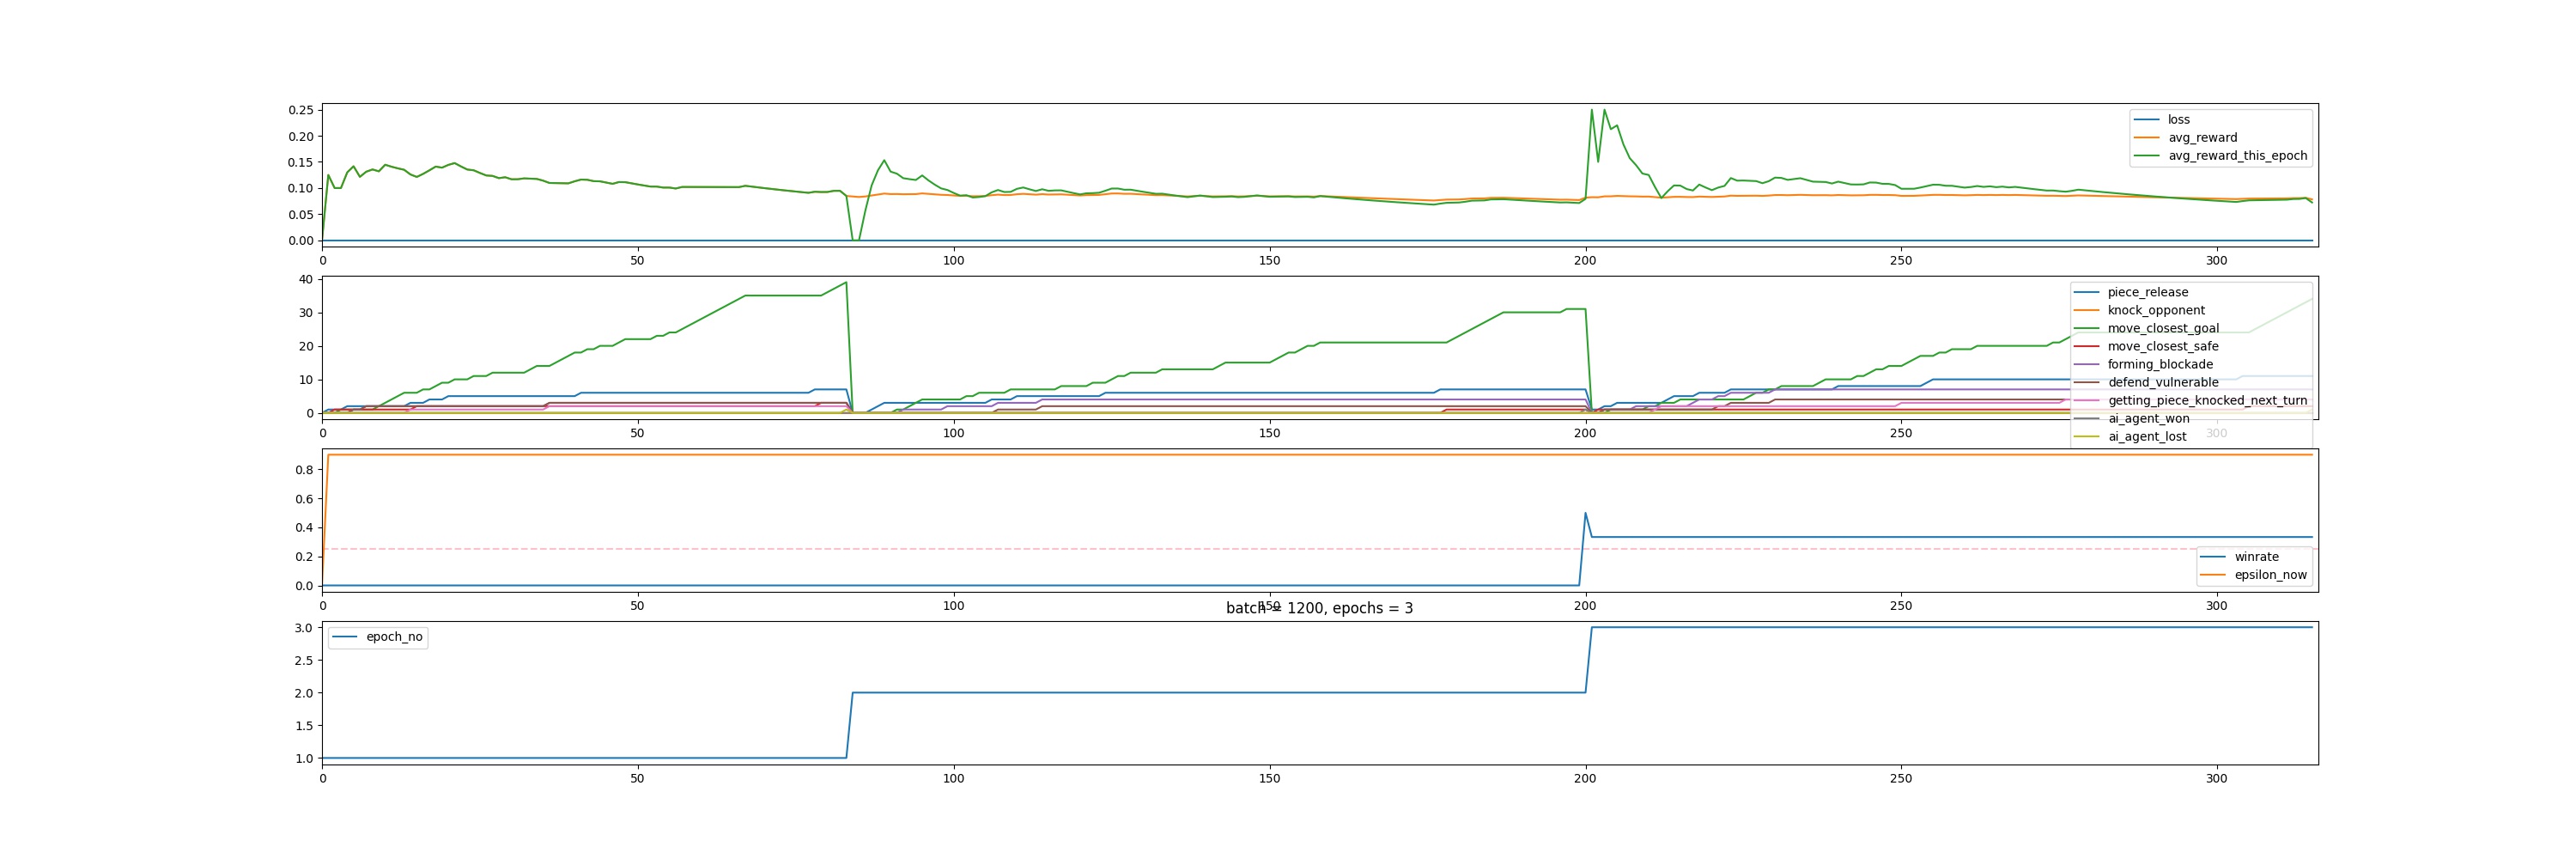 0.25
0.20
0.15
0.10
0.05
0.00
loss
avg_reward
avg_reward_this_epoch
0 50 100 150 200 250 300
40
30
20
10
0
piece_release
knock_opponent
move_closest_goal
move_closest_safe
forming_blockade
defend_vulnerable
getting_piece_knocked_next_turn
ai_agent_won
ai_agent_lost
0 50 100 150 200 250 300
0.8
0.6
0.4
0.2
0.0
winrate
epsilon_now
0 50 100 150 200 250 300
batch = 1200, epochs = 3
3.0
2.5
2.0
1.5
1.0
epoch_no
0 50 100 150 200 250 300